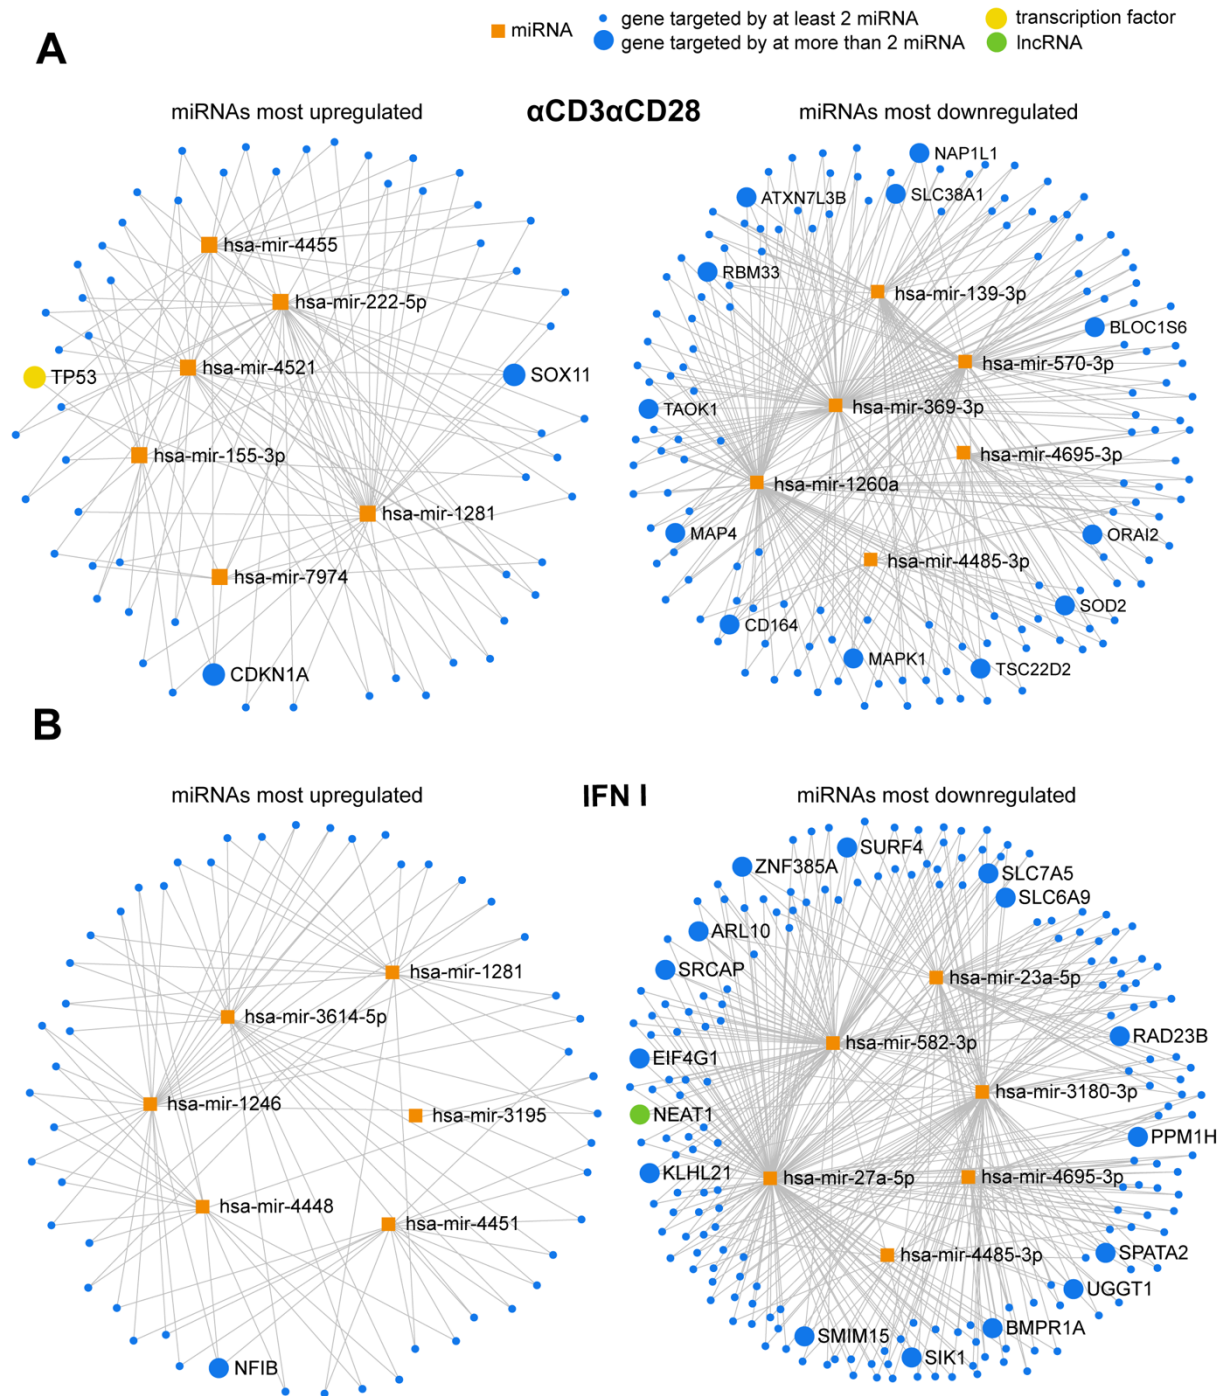 A
miRNA
gene targeted by at least 2 miRNA
gene targeted by at more than 2 miRNA
transcription factor
lncRNA
αCD3αCD28
miRNAs most upregulated
hsa-mir-4455
hsa-mir-222-5p
hsa-mir-4521
TP53
SOX11
hsa-mir-155-3p
hsa-mir-1281
hsa-mir-7974
CDKN1A
miRNAs most downregulated
NAP1L1
ATXN7L3B
SLC38A1
RBM33
hsa-mir-139-3p
BLOC1S6
hsa-mir-570-3p
TAOK1
hsa-mir-369-3p
hsa-mir-4695-3p
hsa-mir-1260a
MAP4
ORAI2
hsa-mir-4485-3p
SOD2
CD164
MAPK1
TSC22D2
B
IFN I
miRNAs most upregulated
hsa-mir-1281
hsa-mir-3614-5p
hsa-mir-1246
hsa-mir-3195
hsa-mir-4448
hsa-mir-4451
NFIB
miRNAs most downregulated
SURF4
ZNF385A
SLC7A5
SLC6A9
ARL10
SRCAP
hsa-mir-23a-5p
RAD23B
hsa-mir-582-3p
EIF4G1
hsa-mir-3180-3p
NEAT1
PPM1H
KLHL21
hsa-mir-27a-5p
hsa-mir-4695-3p
hsa-mir-4485-3p
SPATA2
UGGT1
BMPR1A
SMIM15
SIK1